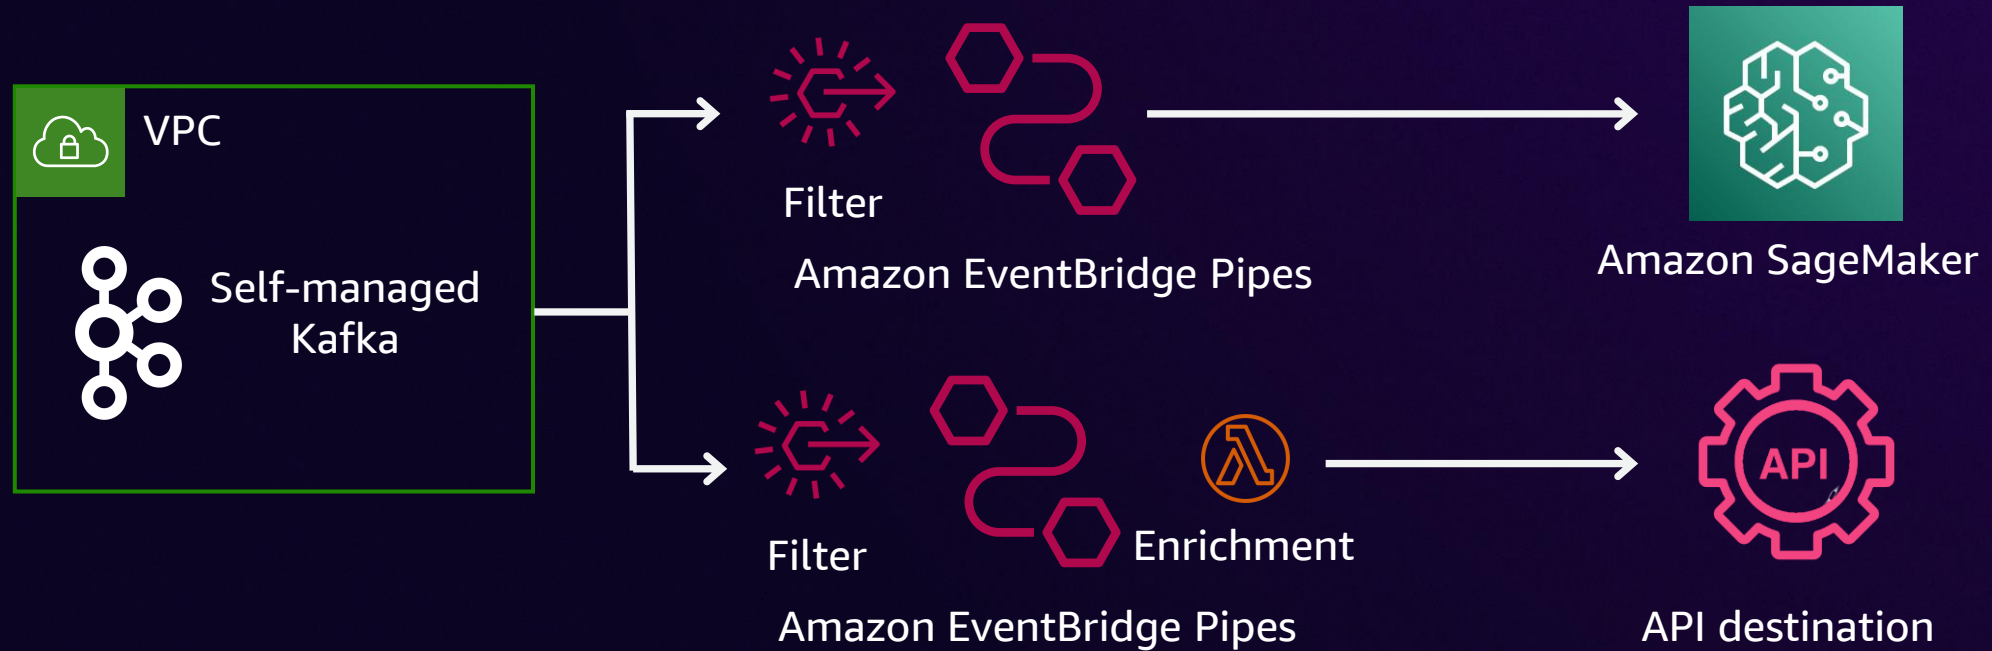 VPC
Self-managed
Kafka
Filter
Amazon EventBridge Pipes
Amazon SageMaker
Filter
Enrichment
Amazon EventBridge Pipes
API
API destination